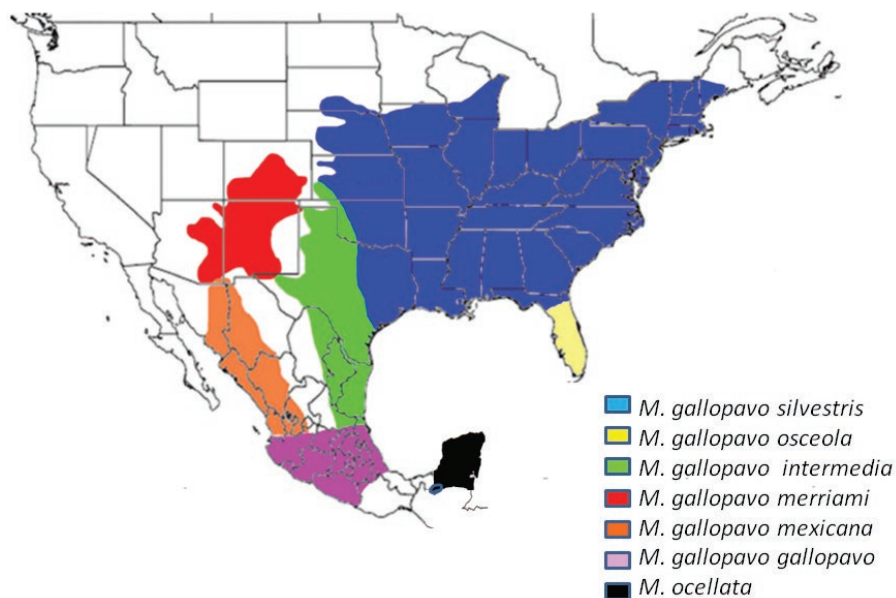 M. gallopavo silvestris
M. gallopavo osceola
M. gallopavo intermedia
M. gallopavo merriami
M. gallopavo mexicana
M. gallopavo gallopavo
M. ocellata